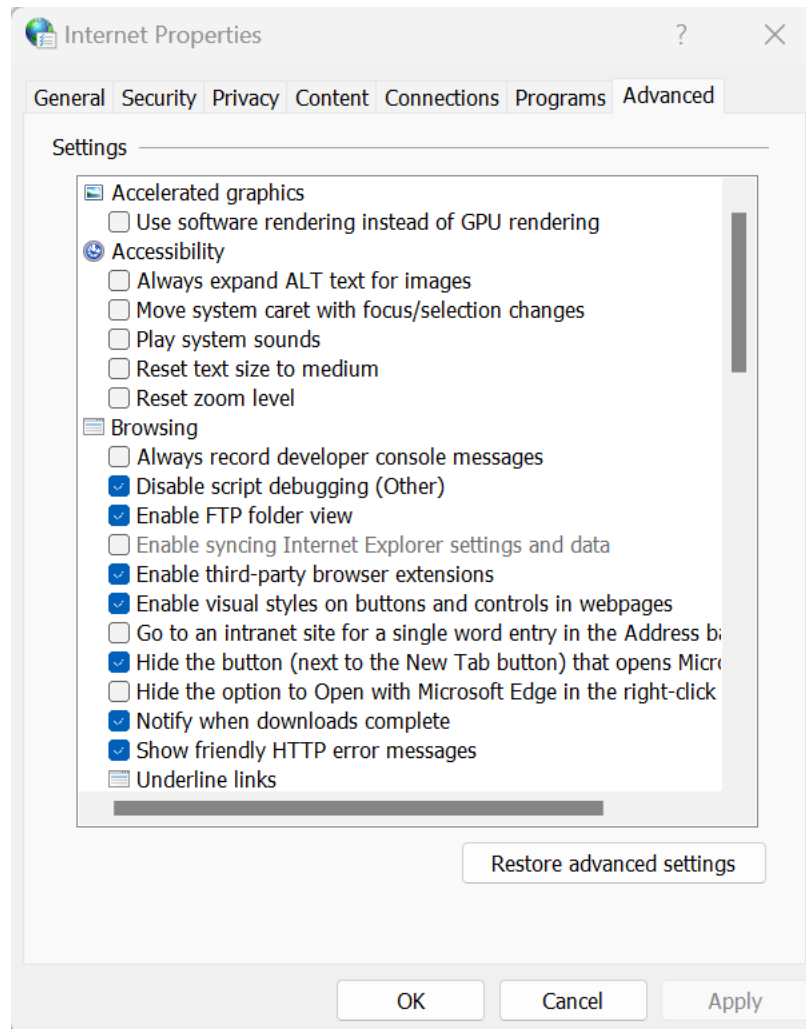 Internet Properties
?
General Security Privacy Content Connections Programs Advanced
Settings
Accelerated graphics
Use software rendering instead of GPU rendering
Accessibility
Always expand ALT text for images
Move system caret with focus/selection changes
Play system sounds
Reset text size to medium
Reset zoom level
Browsing
Always record developer console messages
Disable script debugging (Other)
Enable FTP folder view
Enable syncing Internet Explorer settings and data
Enable third-party browser extensions
Enable visual styles on buttons and controls in webpages
Go to an intranet site for a single word entry in the Address ba
Hide the button (next to the New Tab button) that opens Micro
Hide the option to Open with Microsoft Edge in the right-click
Notify when downloads complete
Show friendly HTTP error messages
Underline links
Restore advanced settings
OK Cancel Apply